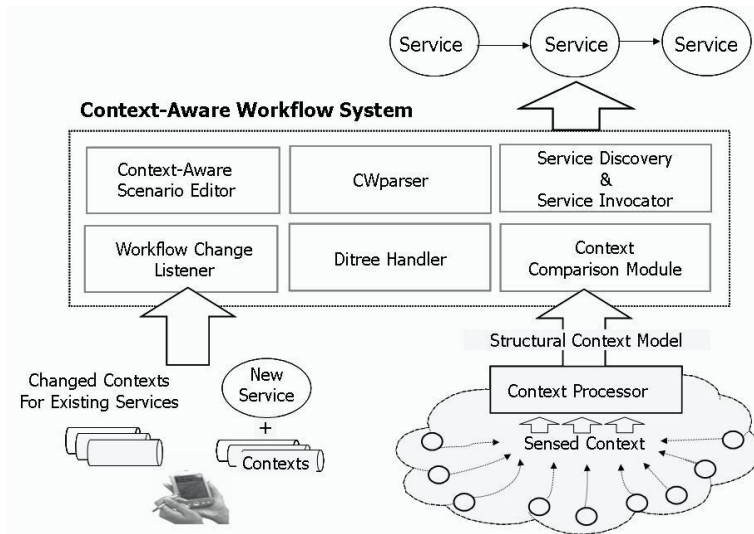 Service
Service
Service
Context-Aware Workflow System
Context-Aware
Scenario Editor
CWparser
Service Discovery
&
Service Invocator
Workflow Change
Listener
Ditree Handler
Context
Comparison Module
Structural Context Model
Changed Contexts
For Existing Services
New
Service
+
Contexts
Context Processor
Sensed Context